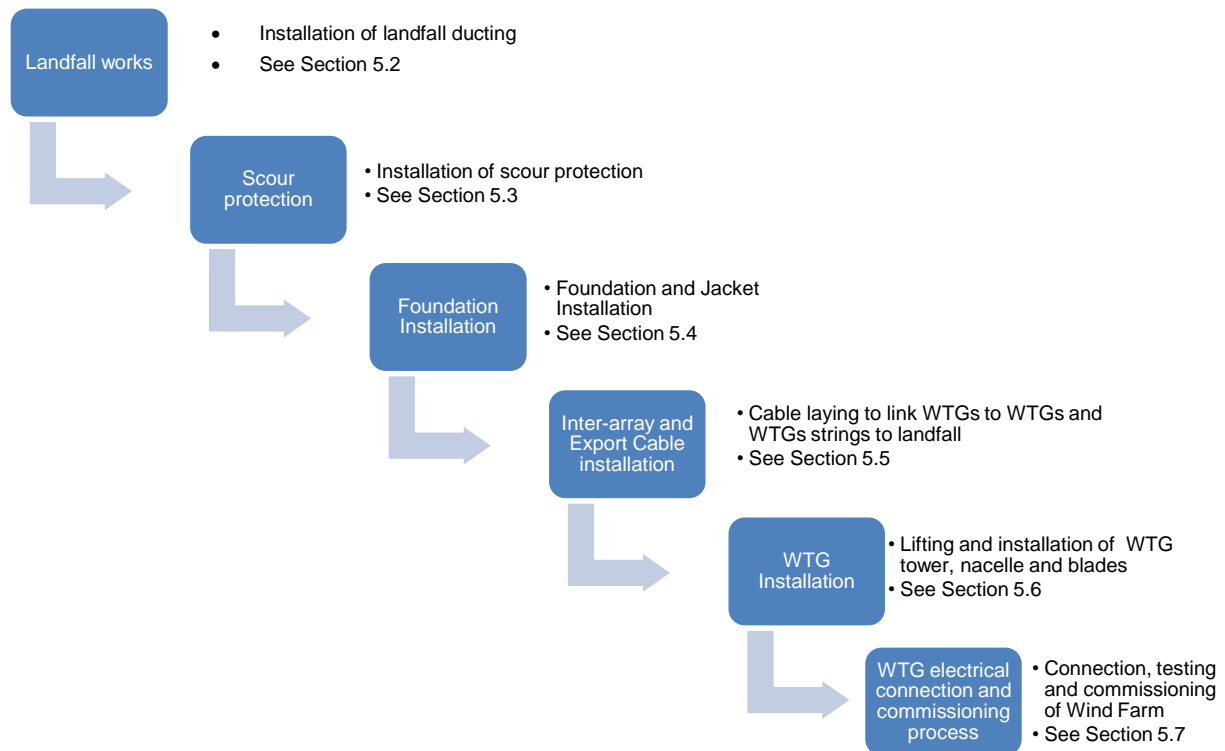 Landfall works
• Installation of landfall ducting
• See Section 5.2
Scour
protection
• Installation of scour protection
• See Section 5.3
Foundation
Installation
• Foundation and Jacket
Installation
• See Section 5.4
Inter-array and
Export Cable
installation
• Cable laying to link WTGs to WTGs and
WTGs strings to landfall
• See Section 5.5
WTG
Installation
• Lifting and installation of WTG
tower, nacelle and blades
• See Section 5.6
WTG electrical
connection and
commissioning
process
• Connection, testing
and commissioning
of Wind Farm
• See Section 5.7